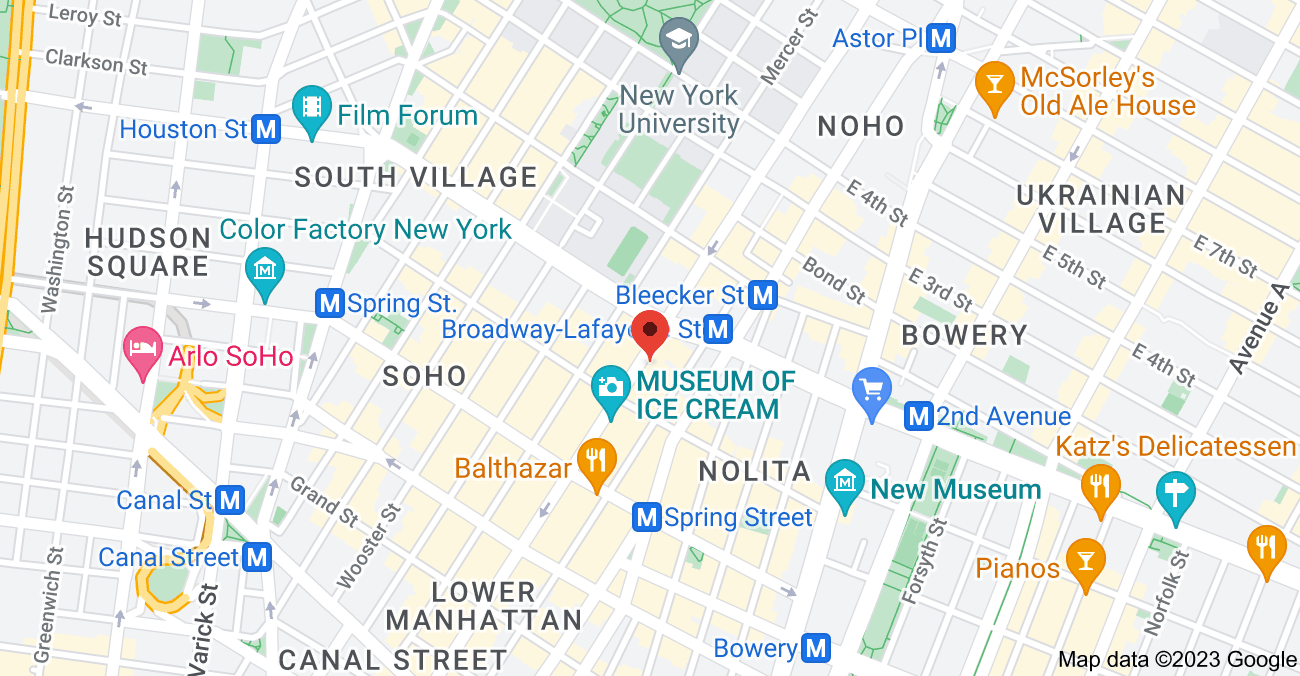 Leroy St
Clarkson St
Mercer St
Astor Pl M
McSorley's
Old Ale House
New York
University
Film Forum
Houston St M
NOHO
SOUTH VILLAGE
E 4th St
UKRAINIAN
VILLAGE
Washington St
HUDSON
SQUARE
Color Factory New York
M
E 7th St
E 5th St
Bond St
E 3rd St
M Spring St.
Bleecker St M
Broadway-Lafaye St M
BOWERY
Avenue A
Arlo SoHo
SOHO
E 4th St
MUSEUM OF
ICE CREAM
M 2nd Avenue
Katz's Delicatessen
Balthazar
NOLITA
M
New Museum
Canal St M
Grand St
Wooster St
M Spring Street
Canal Street M
Forsyth St
Pianos
Norfolk St
Greenwich St
Varick St
LOWER
MANHATTAN
Bowery M
CANAL STREET
Map data ©2023 Google